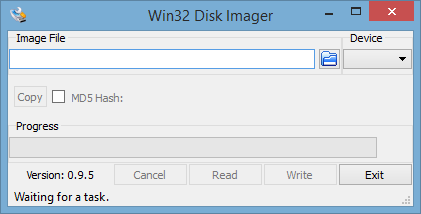 Win32 Disk Imager
Image File Device
Copy MD5 Hash:
Progress
Version: 0.9.5 Cancel Read Write Exit
Waiting for a task.